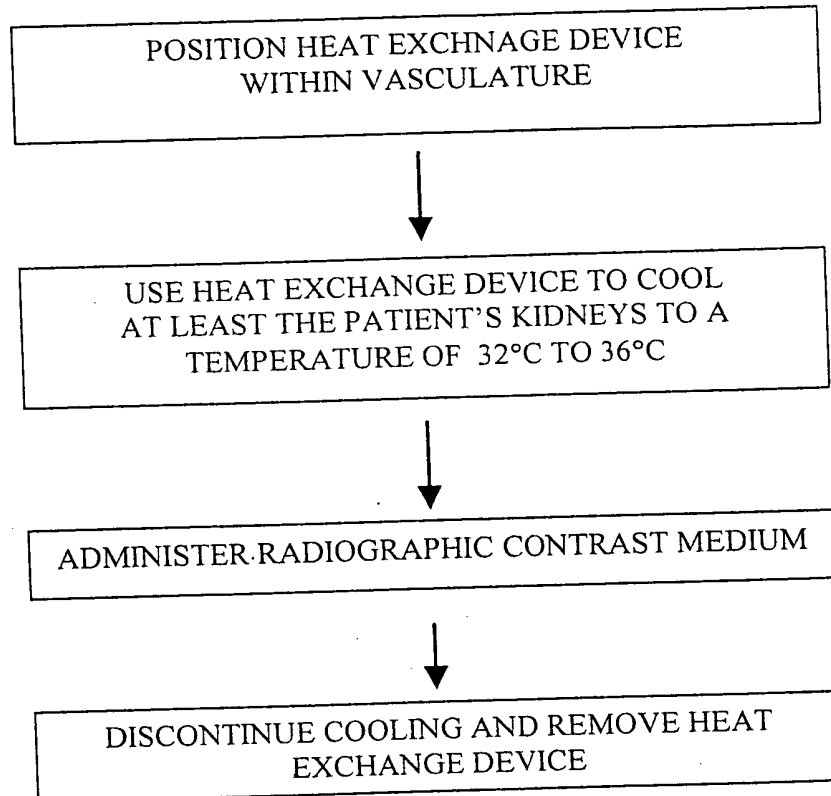 POSITION HEAT EXCHNAGE DEVICE
WITHIN VASCULATURE
USE HEAT EXCHANGE DEVICE TO COOL
AT LEAST THE PATIENT'S KIDNEYS TO A
TEMPERATURE OF 32°C TO 36°C
ADMINISTER RADIOGRAPHIC CONTRAST MEDIUM
DISCONTINUE COOLING AND REMOVE HEAT
EXCHANGE DEVICE